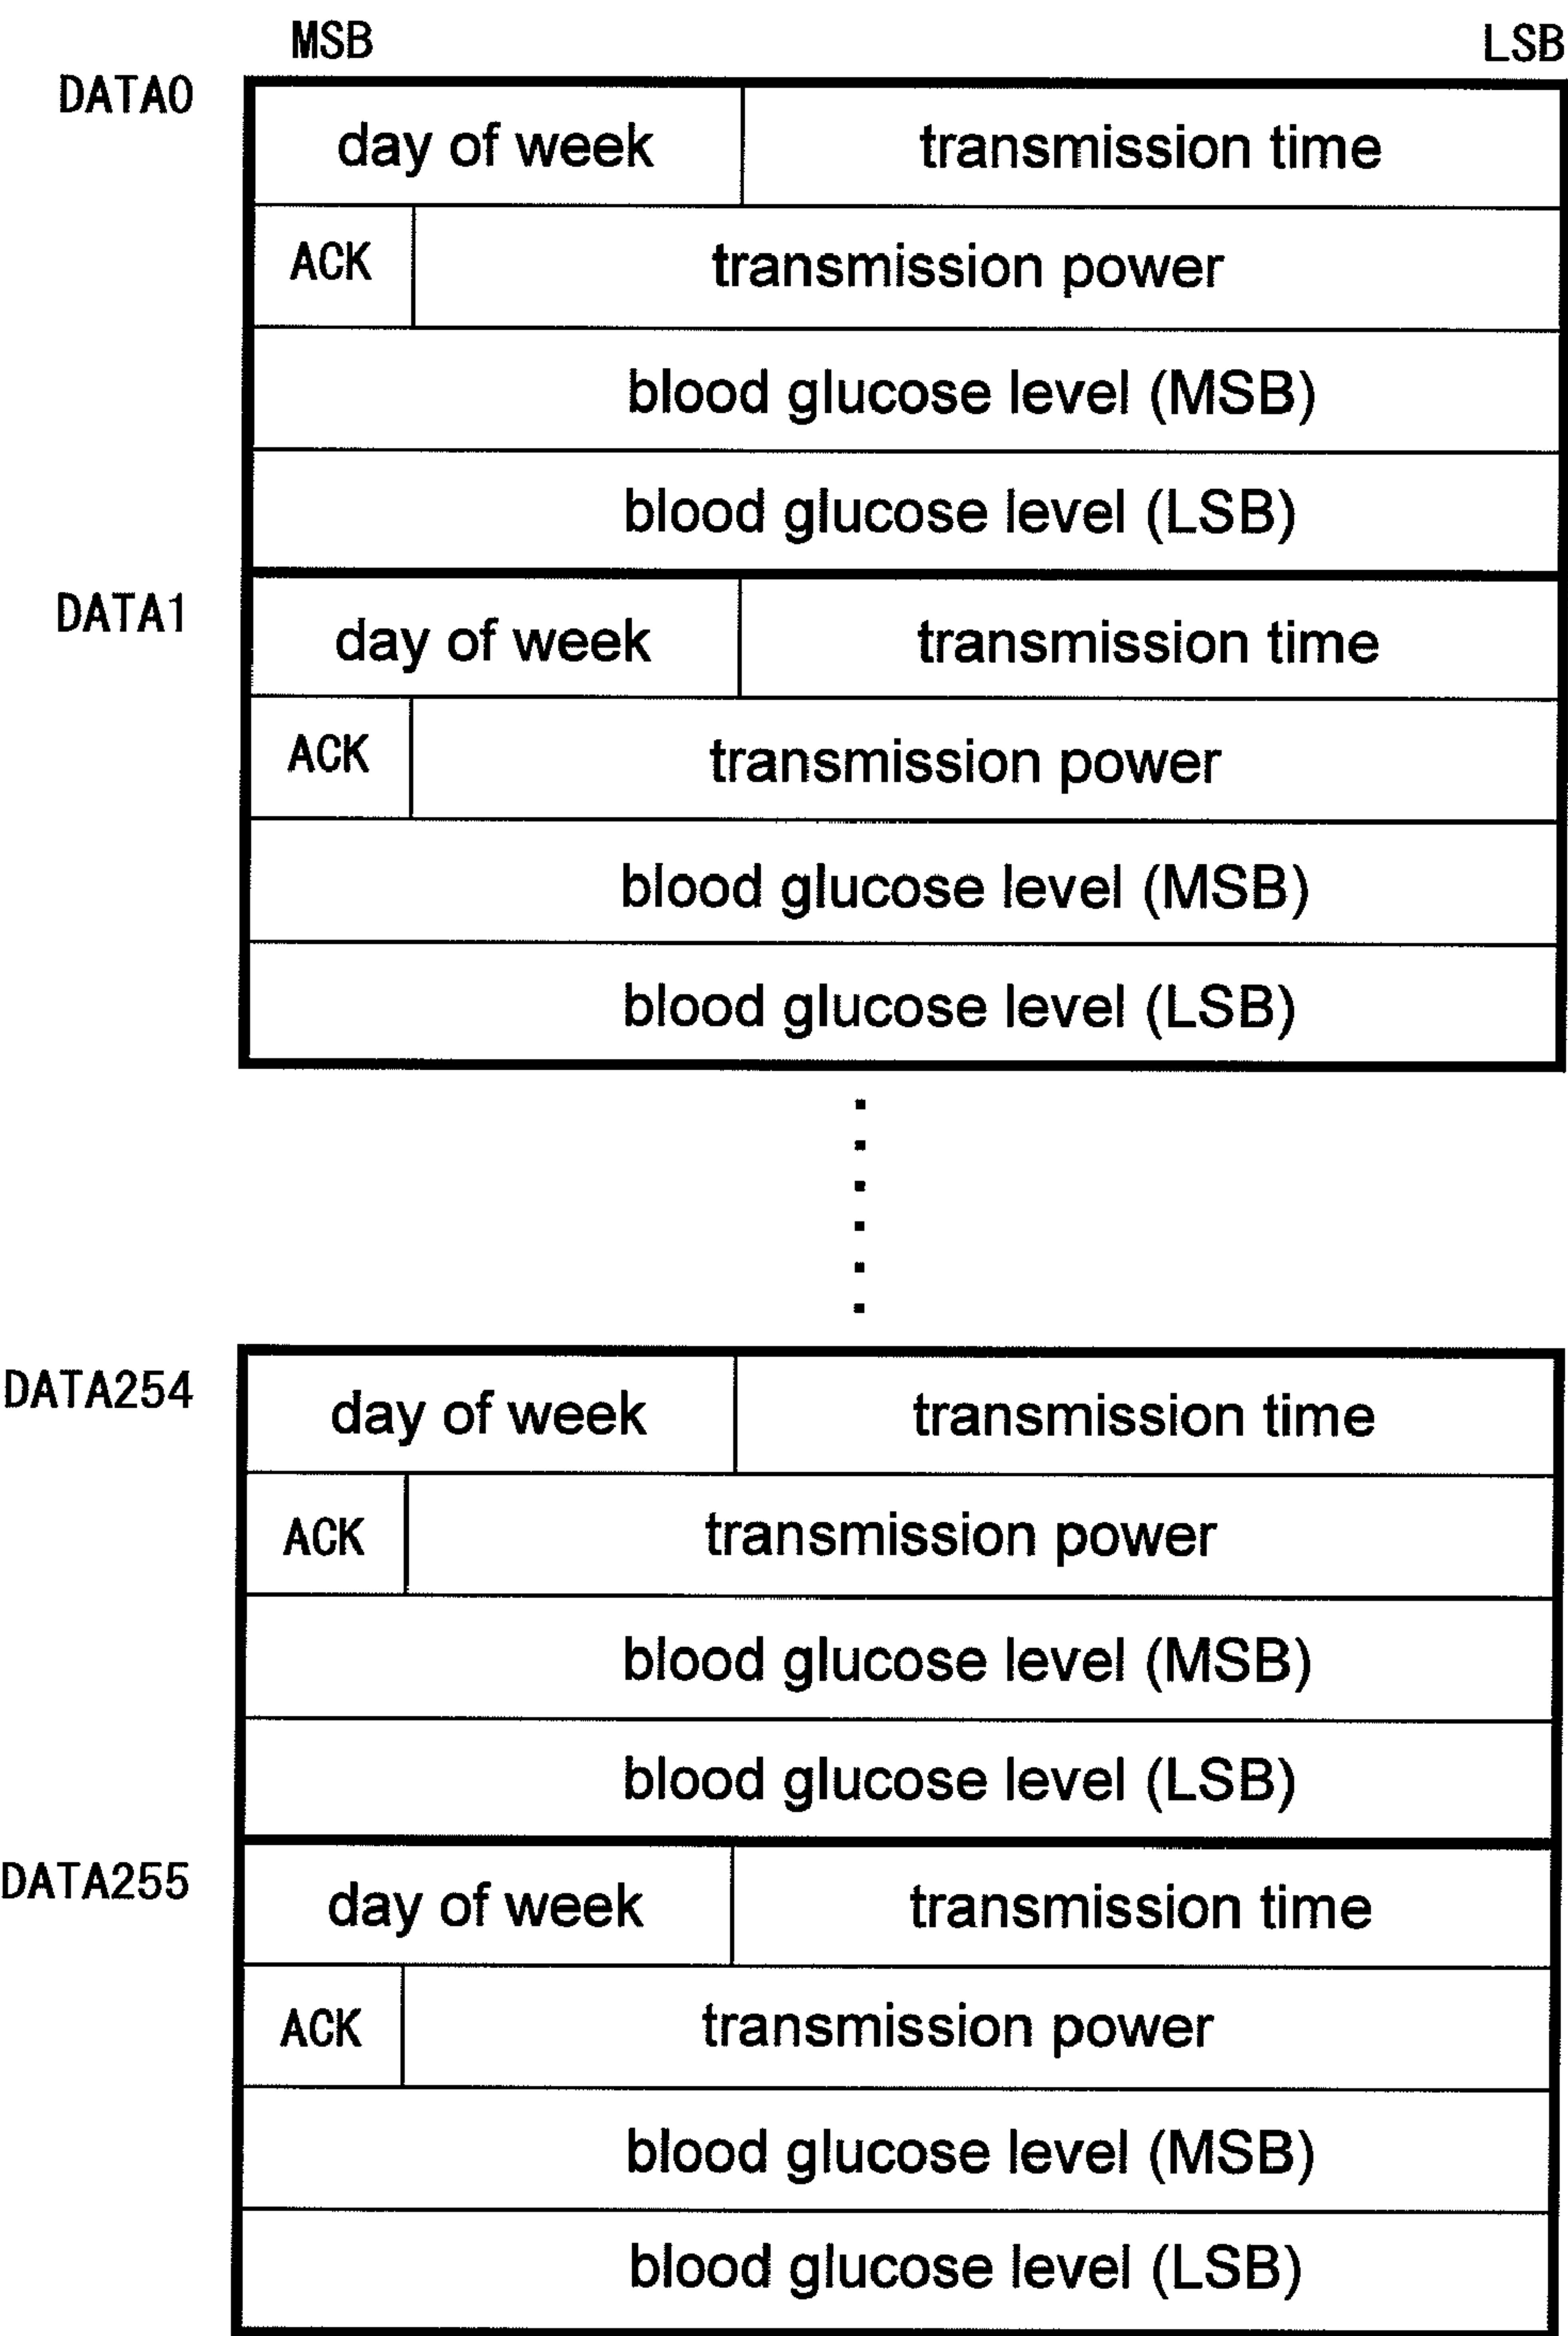 MSB LSB
DATA0
day of week transmission time
ACK transmission power
blood glucose level (MSB)
blood glucose level (LSB)
DATA1
day of week transmission time
ACK transmission power
blood glucose level (MSB)
blood glucose level (LSB)
DATA254
day of week transmission time
ACK transmission power
blood glucose level (MSB)
blood glucose level (LSB)
DATA255
day of week transmission time
ACK transmission power
blood glucose level (MSB)
blood glucose level (LSB)